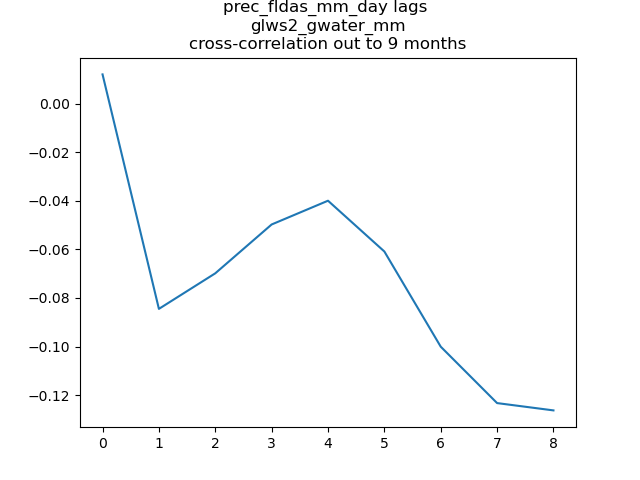 prec_fldas_mm_day lags
glws2_gwater_mm
cross-correlation out to 9 months
0.00
−0.02
−0.04
−0.06
−0.08
−0.10
−0.12
0 1 2 3 4 5 6 7 8